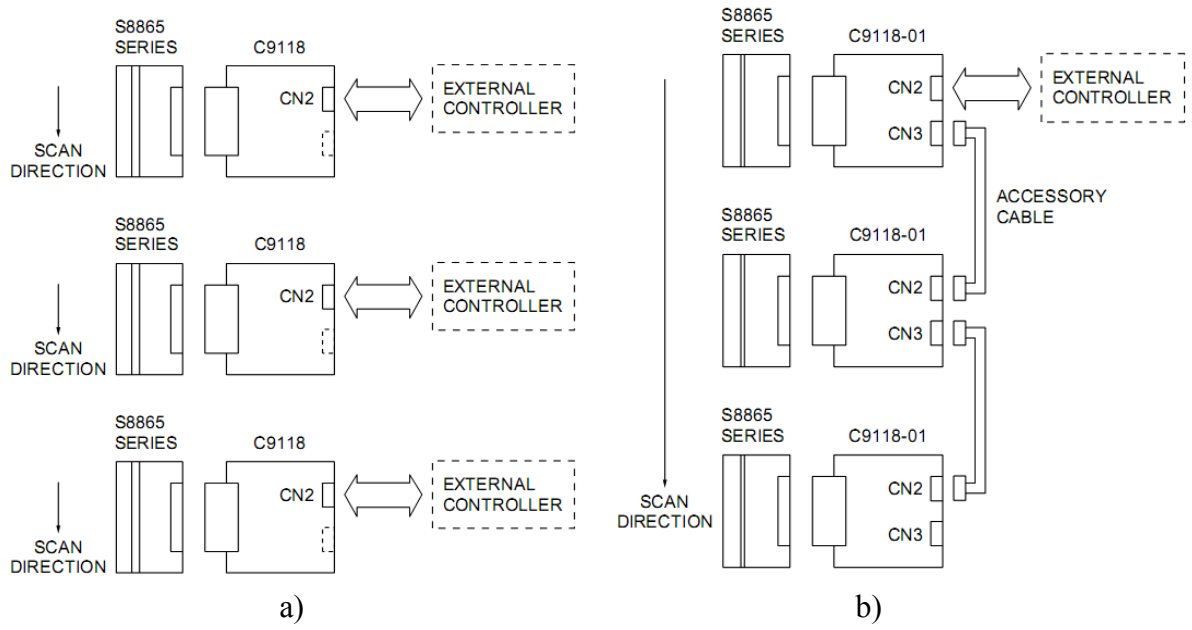 S8865
SERIES
C9118
CN2
EXTERNAL
CONTROLLER
SCAN
DIRECTION
S8865
SERIES
C9118
CN2
EXTERNAL
CONTROLLER
SCAN
DIRECTION
S8865
SERIES
C9118
CN2
EXTERNAL
CONTROLLER
SCAN
DIRECTION
a)
S8865
SERIES
C9118-01
CN2
CN3
EXTERNAL
CONTROLLER
ACCESSORY
CABLE
S8865
SERIES
C9118-01
CN2
CN3
S8865
SERIES
C9118-01
CN2
CN3
SCAN
DIRECTION
b)